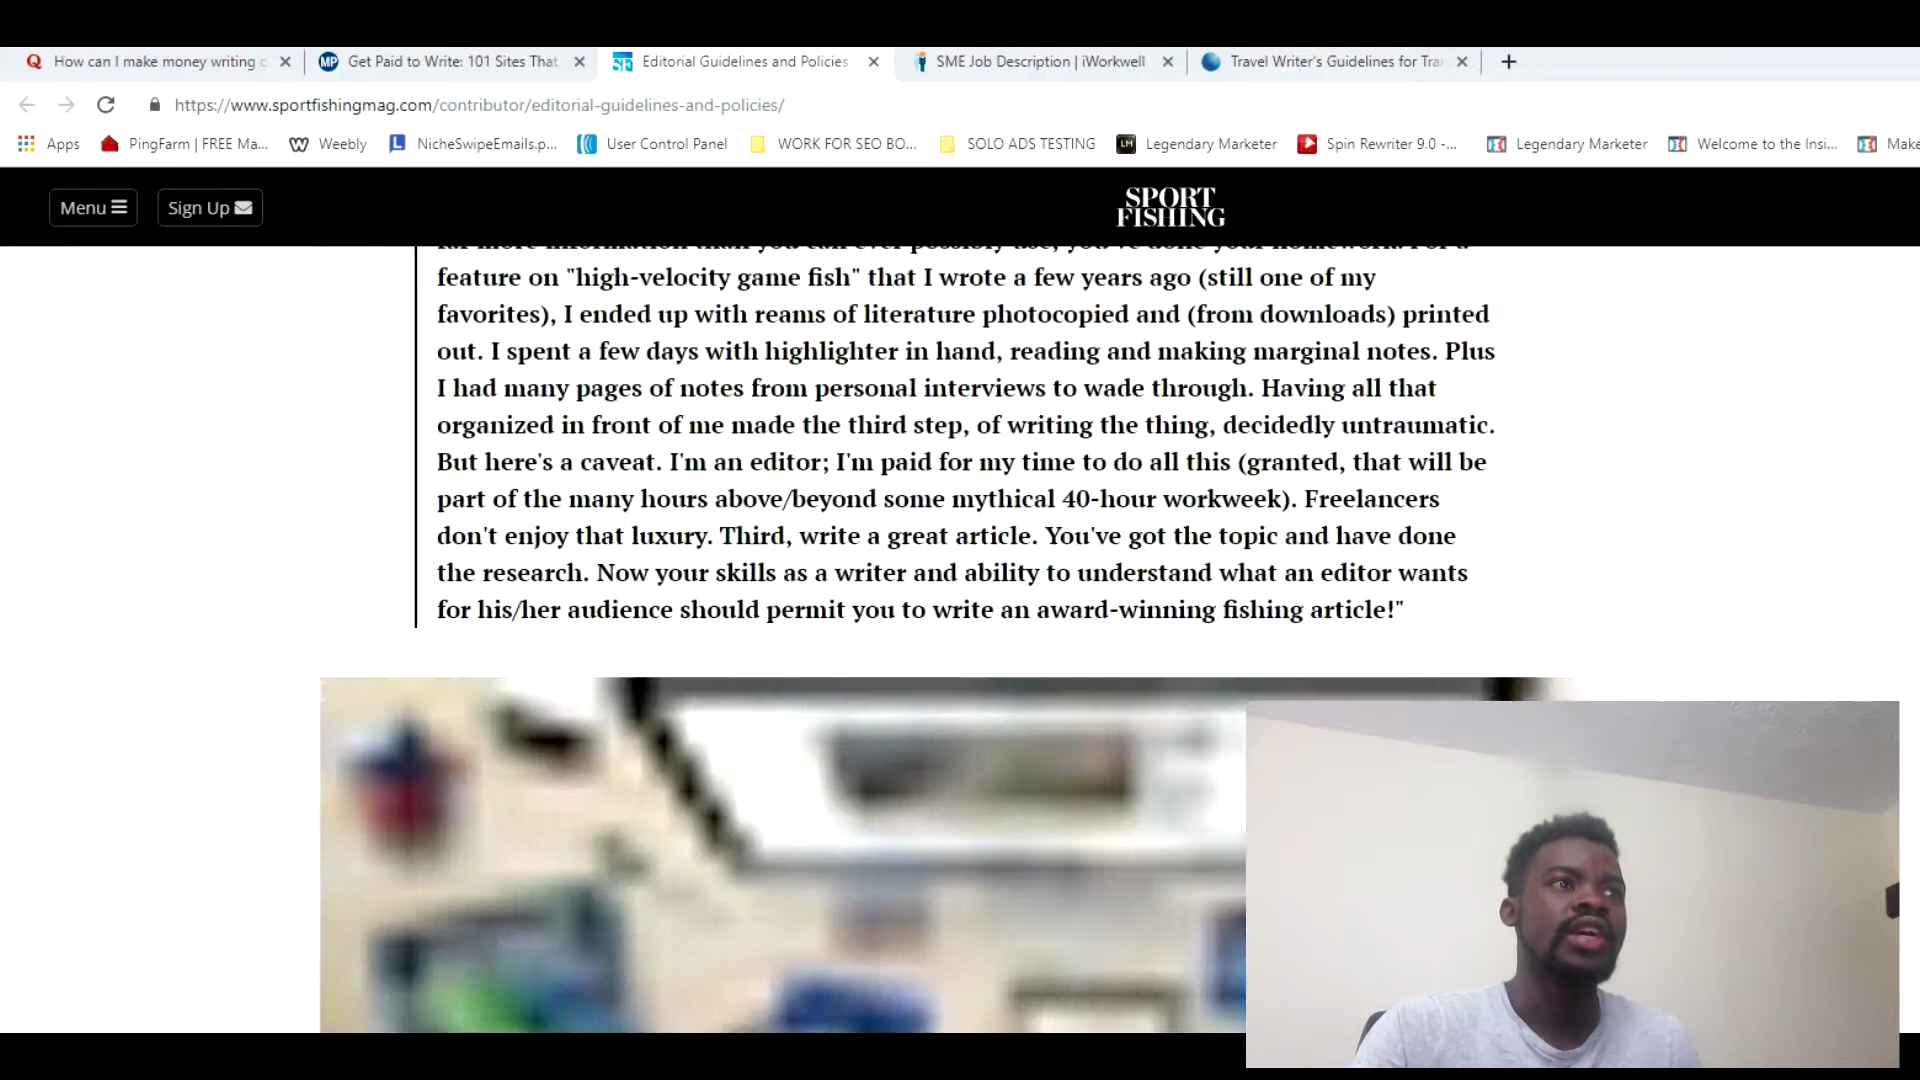 How can I make money writing
Get Paid to Write: 101 Sites That
Editorial Guidelines and Policies
SME Job Description | iWorkwell
Travel Writer's Guidelines for
https://www.sportfishingmag.com/contributor/editorial-guidelines-and-policies/
Apps
PingFarm | FREE Ma...
Weebly
NicheSwipeEmails.p...
User Control Panel
WORK FOR SEO BO...
SOLO ADS TESTING
LM
Legendary Marketer
Spin Rewriter 9.0 -...
Legendary Marketer
Welcome to the Insi...
Make
Menu
Sign Up
SPORT
FISHING
feature on "high-velocity game fish" that I wrote a few years ago (still one of my
favorites), I ended up with reams of literature photocopied and (from downloads) printed
out. I spent a few days with highlighter in hand, reading and making marginal notes. Plus
I had many pages of notes from personal interviews to wade through. Having all that
organized in front of me made the third step, of writing the thing, decidedly untraumatic.
But here's a caveat. I'm an editor; I'm paid for my time to do all this (granted, that will be
part of the many hours above/beyond some mythical 40-hour workweek). Freelancers
don't enjoy that luxury. Third, write a great article. You've got the topic and have done
the research. Now your skills as a writer and ability to understand what an editor wants
for his/her audience should permit you to write an award-winning fishing article!"